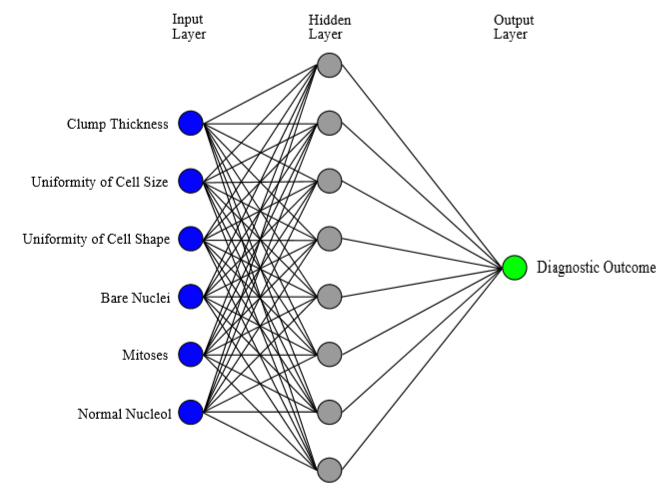 Input
Layer
Hidden
Layer
Output
Layer
Clump Thickness
Uniformity of Cell Size
Uniformity of Cell Shape
Bare Nuclei
Mitoses
Normal Nucleol
Diagnostic Outcome